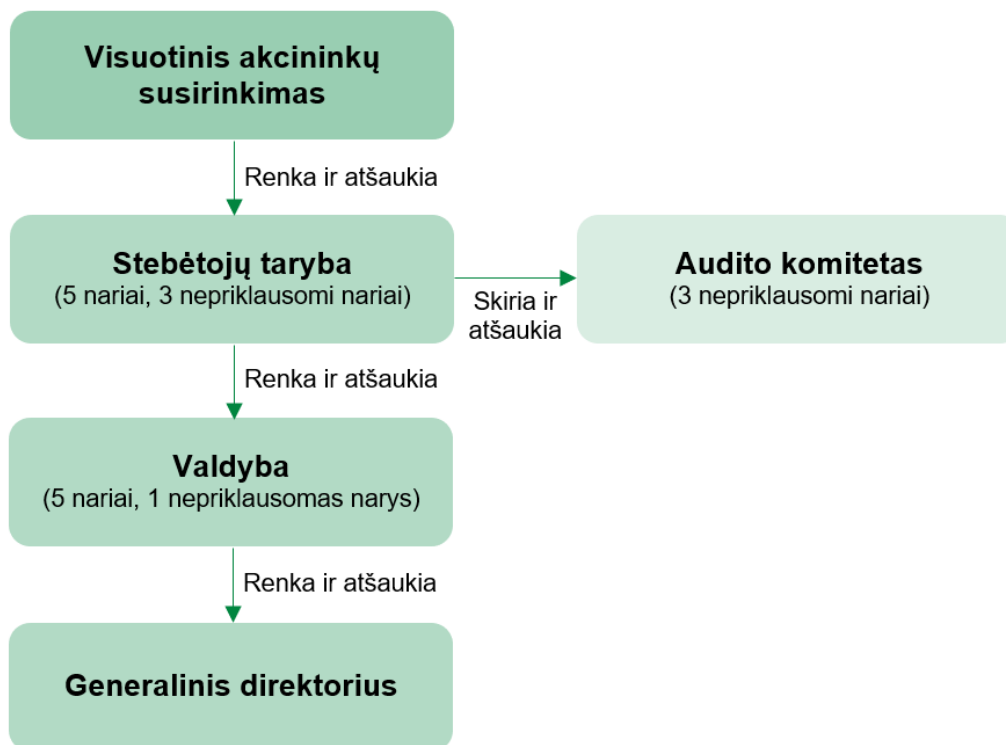 Visuotinis akcininkų
susirinkimas
Renka ir atšaukia
Stebėtojų taryba
(5 nariai, 3 nepriklausomi nariai)
Skiria ir
atšaukia
Audito komitetas
(3 nepriklausomi nariai)
Renka ir atšaukia
Valdyba
(5 nariai, 1 nepriklausomas narys)
Renka ir atšaukia
Generalinis direktorius